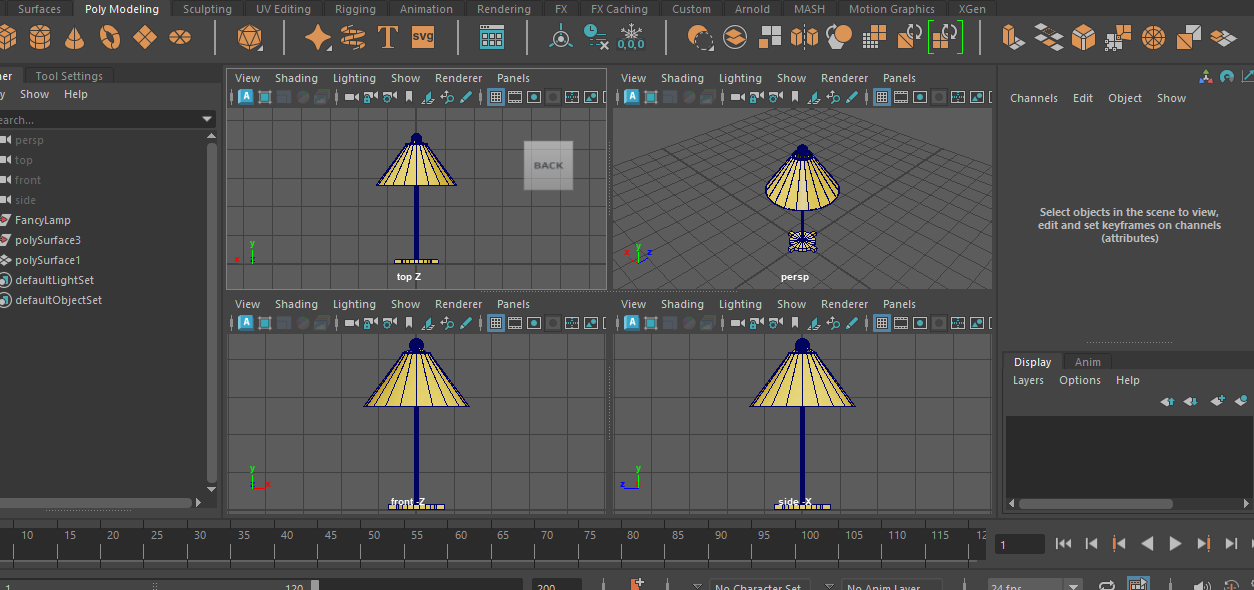 Surfaces Poly Modeling Sculpting UV Editing Rigging Animation Rendering FX FX Caching Custom Arnold MASH Motion Graphics XGen
T svg 0,0,0
ner Tool Settings
y Show Help
earch...
persp
top
front
side
FancyLamp
polySurface3
polySurface1
defaultLightSet
defaultObjectSet
View Shading Lighting Show Renderer Panels
A
BACK
y
x
top Z
View Shading Lighting Show Renderer Panels
A
y
x z
persp
View Shading Lighting Show Renderer Panels
A
y
z x
front -Z
View Shading Lighting Show Renderer Panels
A
y
z
side -X
Channels Edit Object Show
Select objects in the scene to view,
edit and set keyframes on channels
(attributes)
Display Anim
Layers Options Help
10 15 20 25 30 35 40 45 50 55 60 65 70 75 80 85 90 95 100 105 110 115 12
1
1 120 200 No Character Set No Anim Layer 24 fps